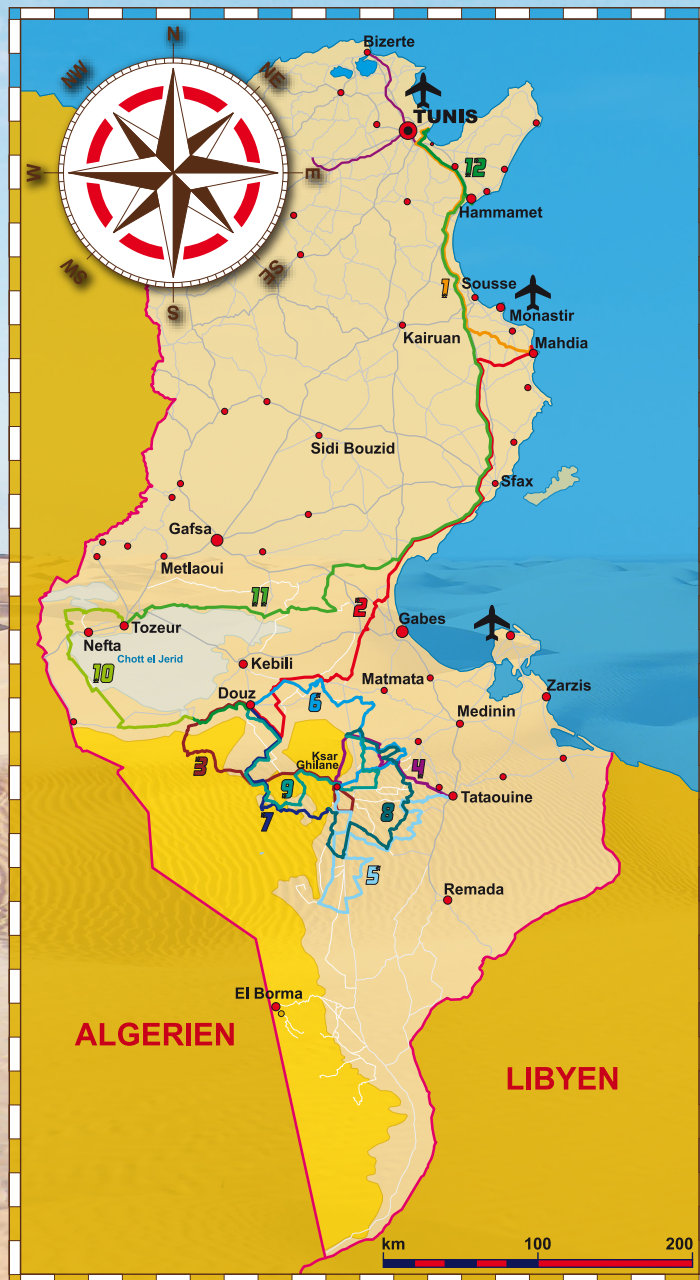 N
NW
NE
W
E
SW
SE
S
Bizerte
TUNIS
12
Hammamet
1
Sousse
Monastir
Kairuan
Mahdia
Sidi Bouzid
Sfax
Gafsa
Metlaoui
11
2
Tozeur
Gabes
Nefta
Chott el Jerid
10
Kebili
Matmata
Zarzis
Douz
6
Medinin
Ksar
Ghilane
3
4
9
Tataouine
7
8
5
Remada
El Borma
ALGERIEN
LIBYEN
km
100
200